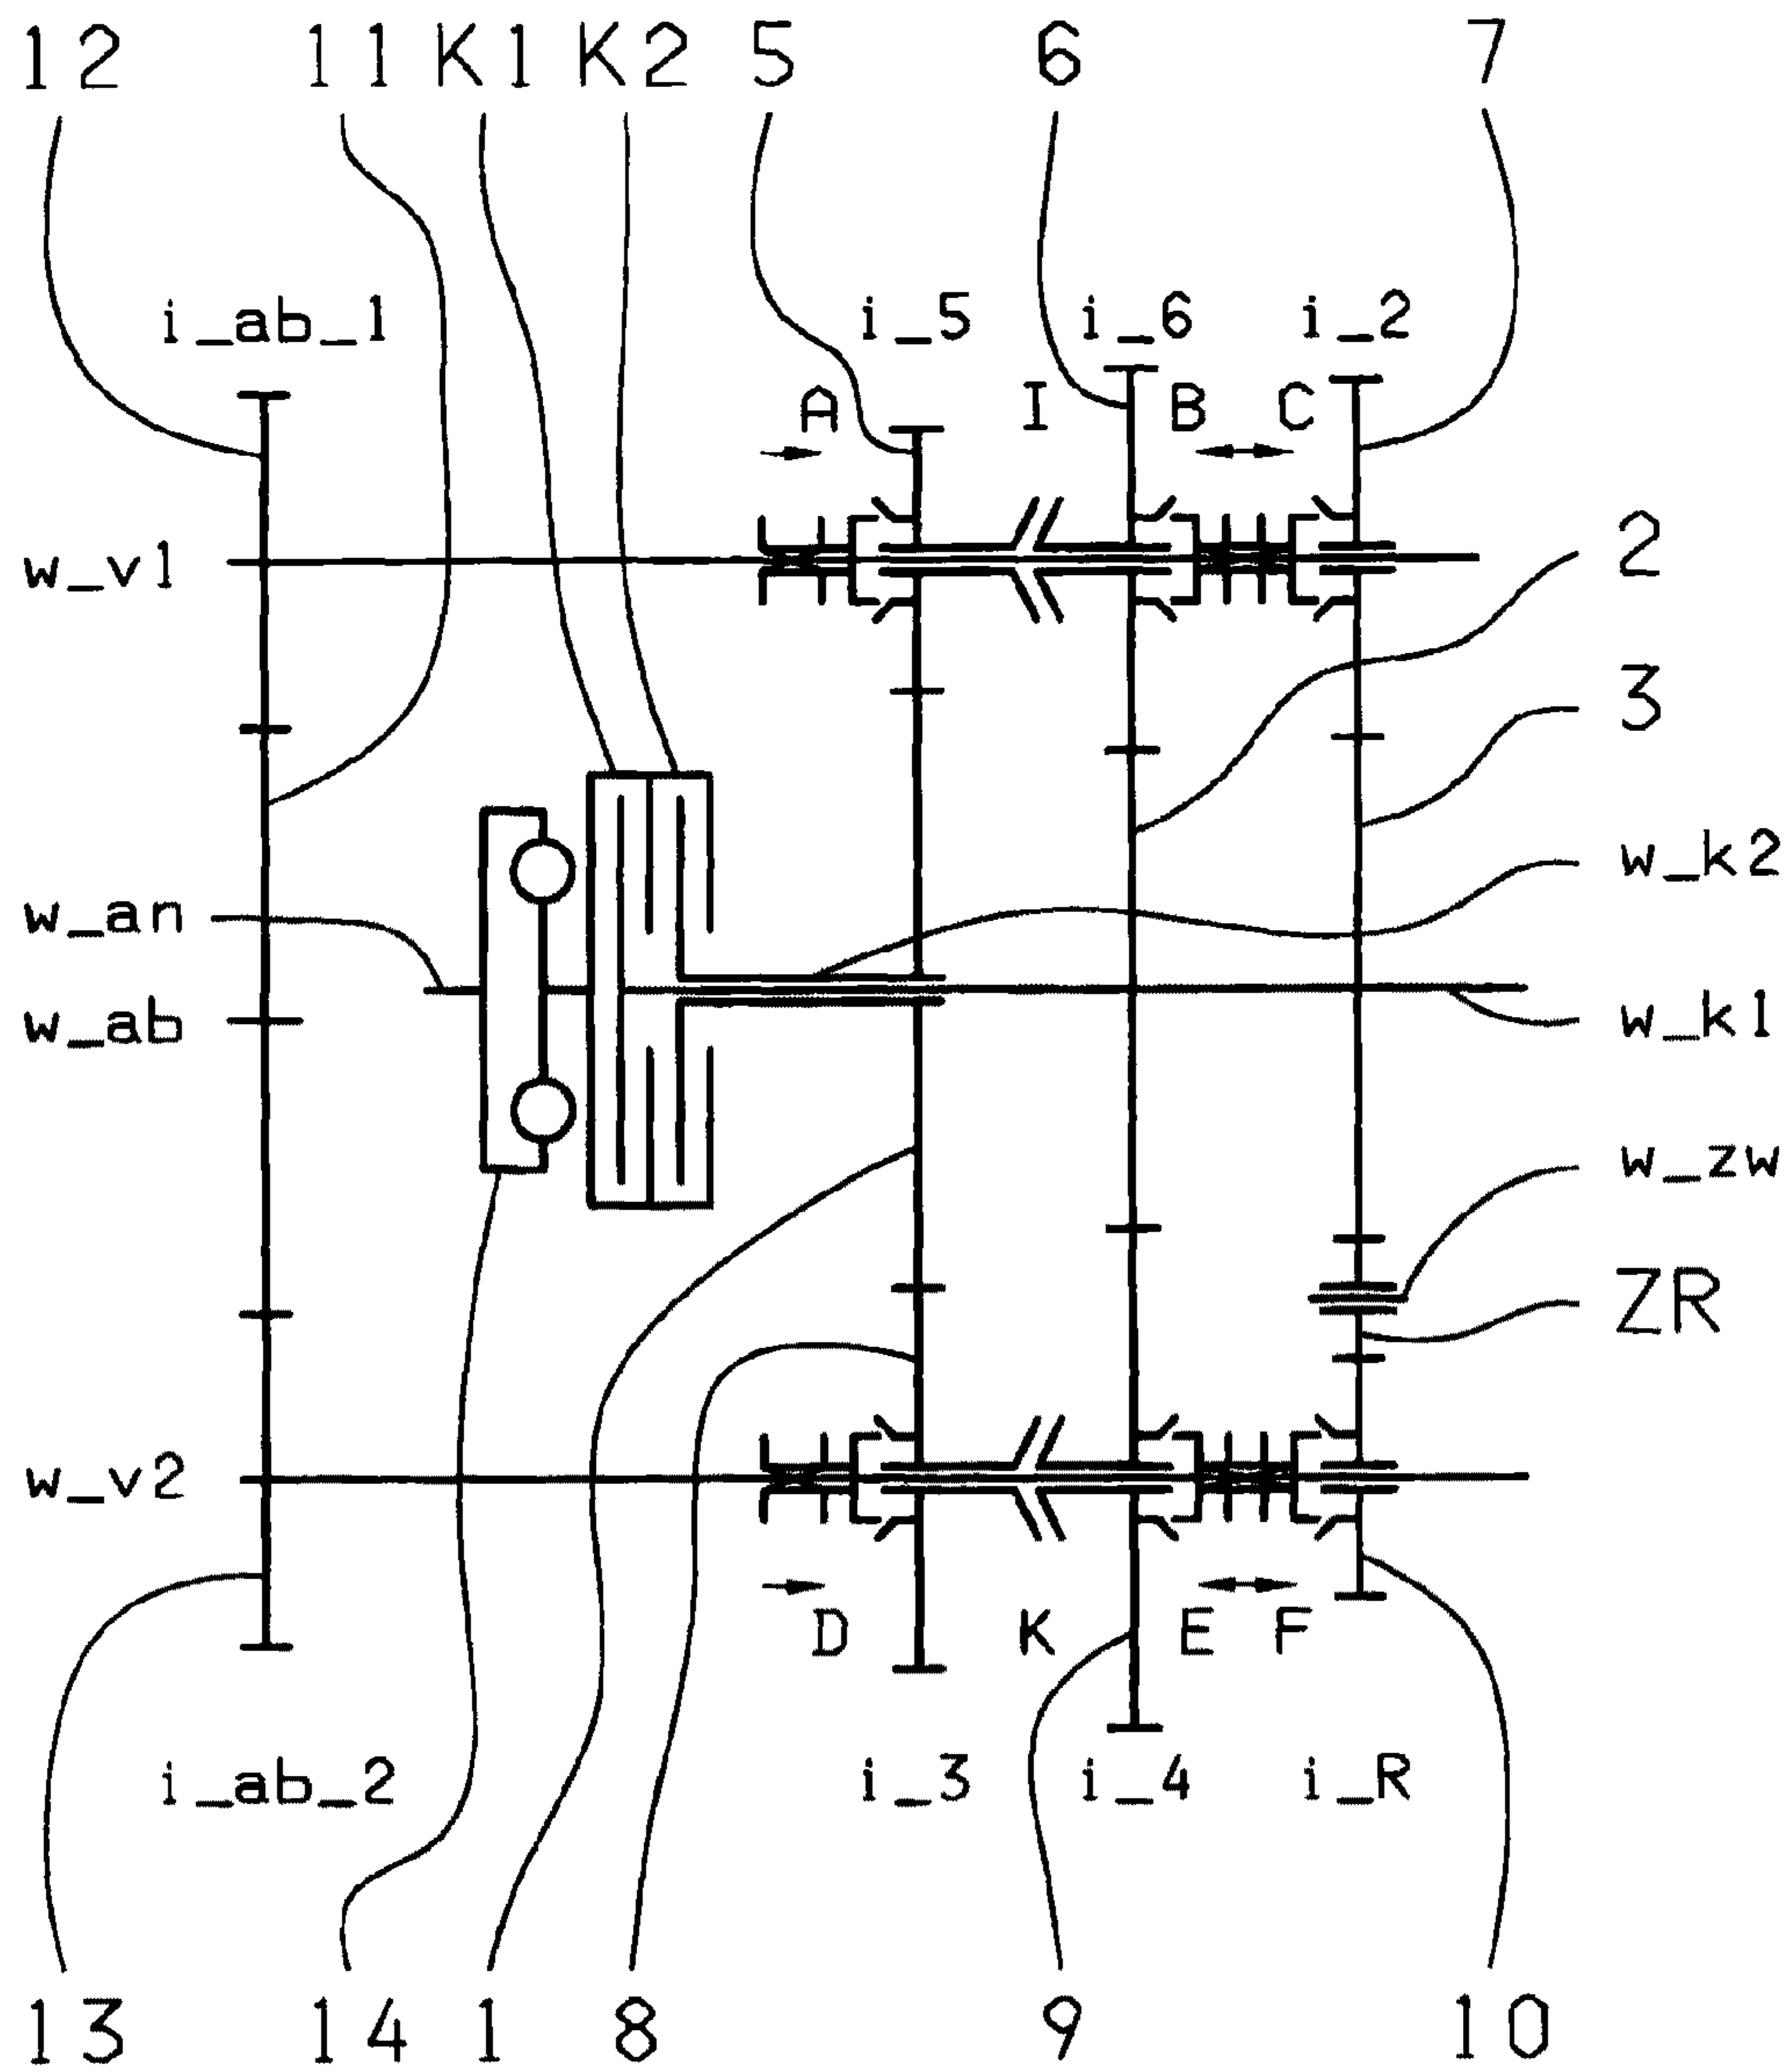 12 11 K1 K2 5 6 7
i_ab_1 i_5 i_6 i_2
A I B C
w_v1 2
3
w_k2
w_an
w_ab w_k1
w_zw
ZR
w_v2
D K E F
i_ab_2 i_3 i_4 i_R
13 14 1 8 9 10